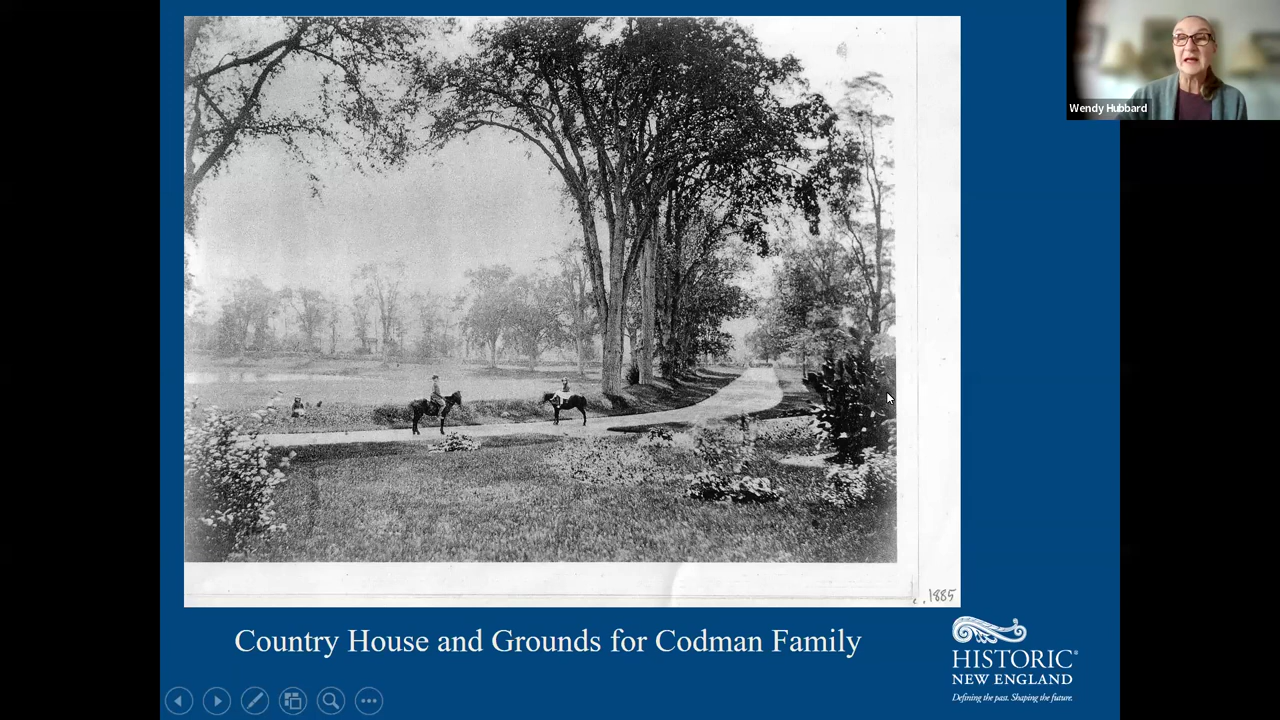 Wendy Hubbard
c. 1885
Country House and Grounds for Codman Family
HISTORIC®
NEW ENGLAND
Defining the past. Shaping the future.